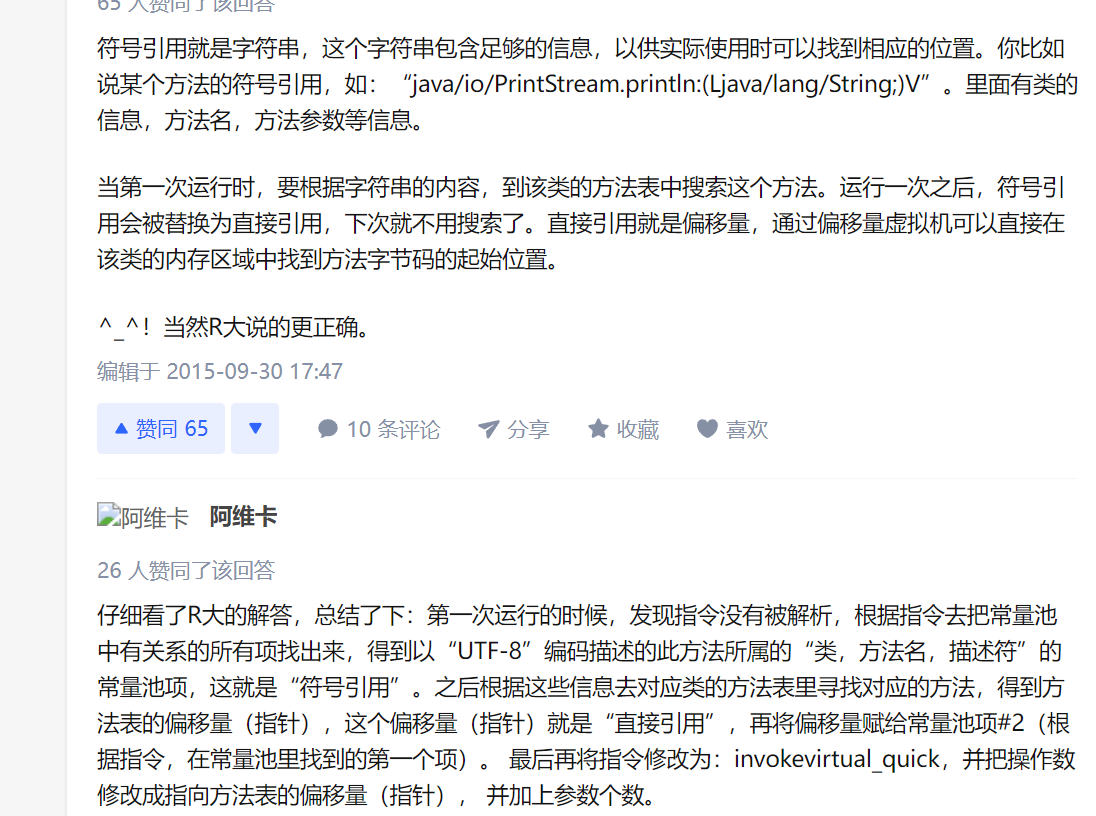 65 人赞同了该回答
符号引用就是字符串，这个字符串包含足够的信息，以供实际使用时可以找到相应的位置。你比如
说某个方法的符号引用，如：“java/io/PrintStream.println:(Ljava/lang/String;)V”。里面有类的
信息，方法名，方法参数等信息。
当第一次运行时，要根据字符串的内容，到该类的方法表中搜索这个方法。运行一次之后，符号引
用会被替换为直接引用，下次就不用搜索了。直接引用就是偏移量，通过偏移量虚拟机可以直接在
该类的内存区域中找到方法字节码的起始位置。
^_^！当然R大说的更正确。
编辑于 2015-09-30 17:47
赞同 65 10 条评论 分享 收藏 喜欢
阿维卡 阿维卡
26 人赞同了该回答
仔细看了R大的解答，总结了下：第一次运行的时候，发现指令没有被解析，根据指令去把常量池
中有关系的所有项找出来，得到以“UTF-8”编码描述的此方法所属的“类，方法名，描述符”的
常量池项，这就是“符号引用”。之后根据这些信息去对应类的方法表里寻找对应的方法，得到方
法表的偏移量（指针），这个偏移量（指针）就是“直接引用”，再将偏移量赋给常量池项#2（根
据指令，在常量池里找到的第一个项）。 最后再将指令修改为：invokevirtual_quick，并把操作数
修改成指向方法表的偏移量（指针）， 并加上参数个数。